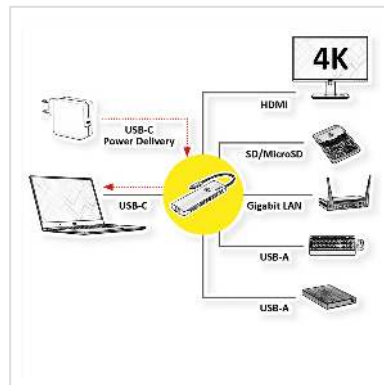 4K
HDMI
USB-C
Power Delivery
SD/MicroSD
USB-C
Gigabit LAN
USB-A
USB-A